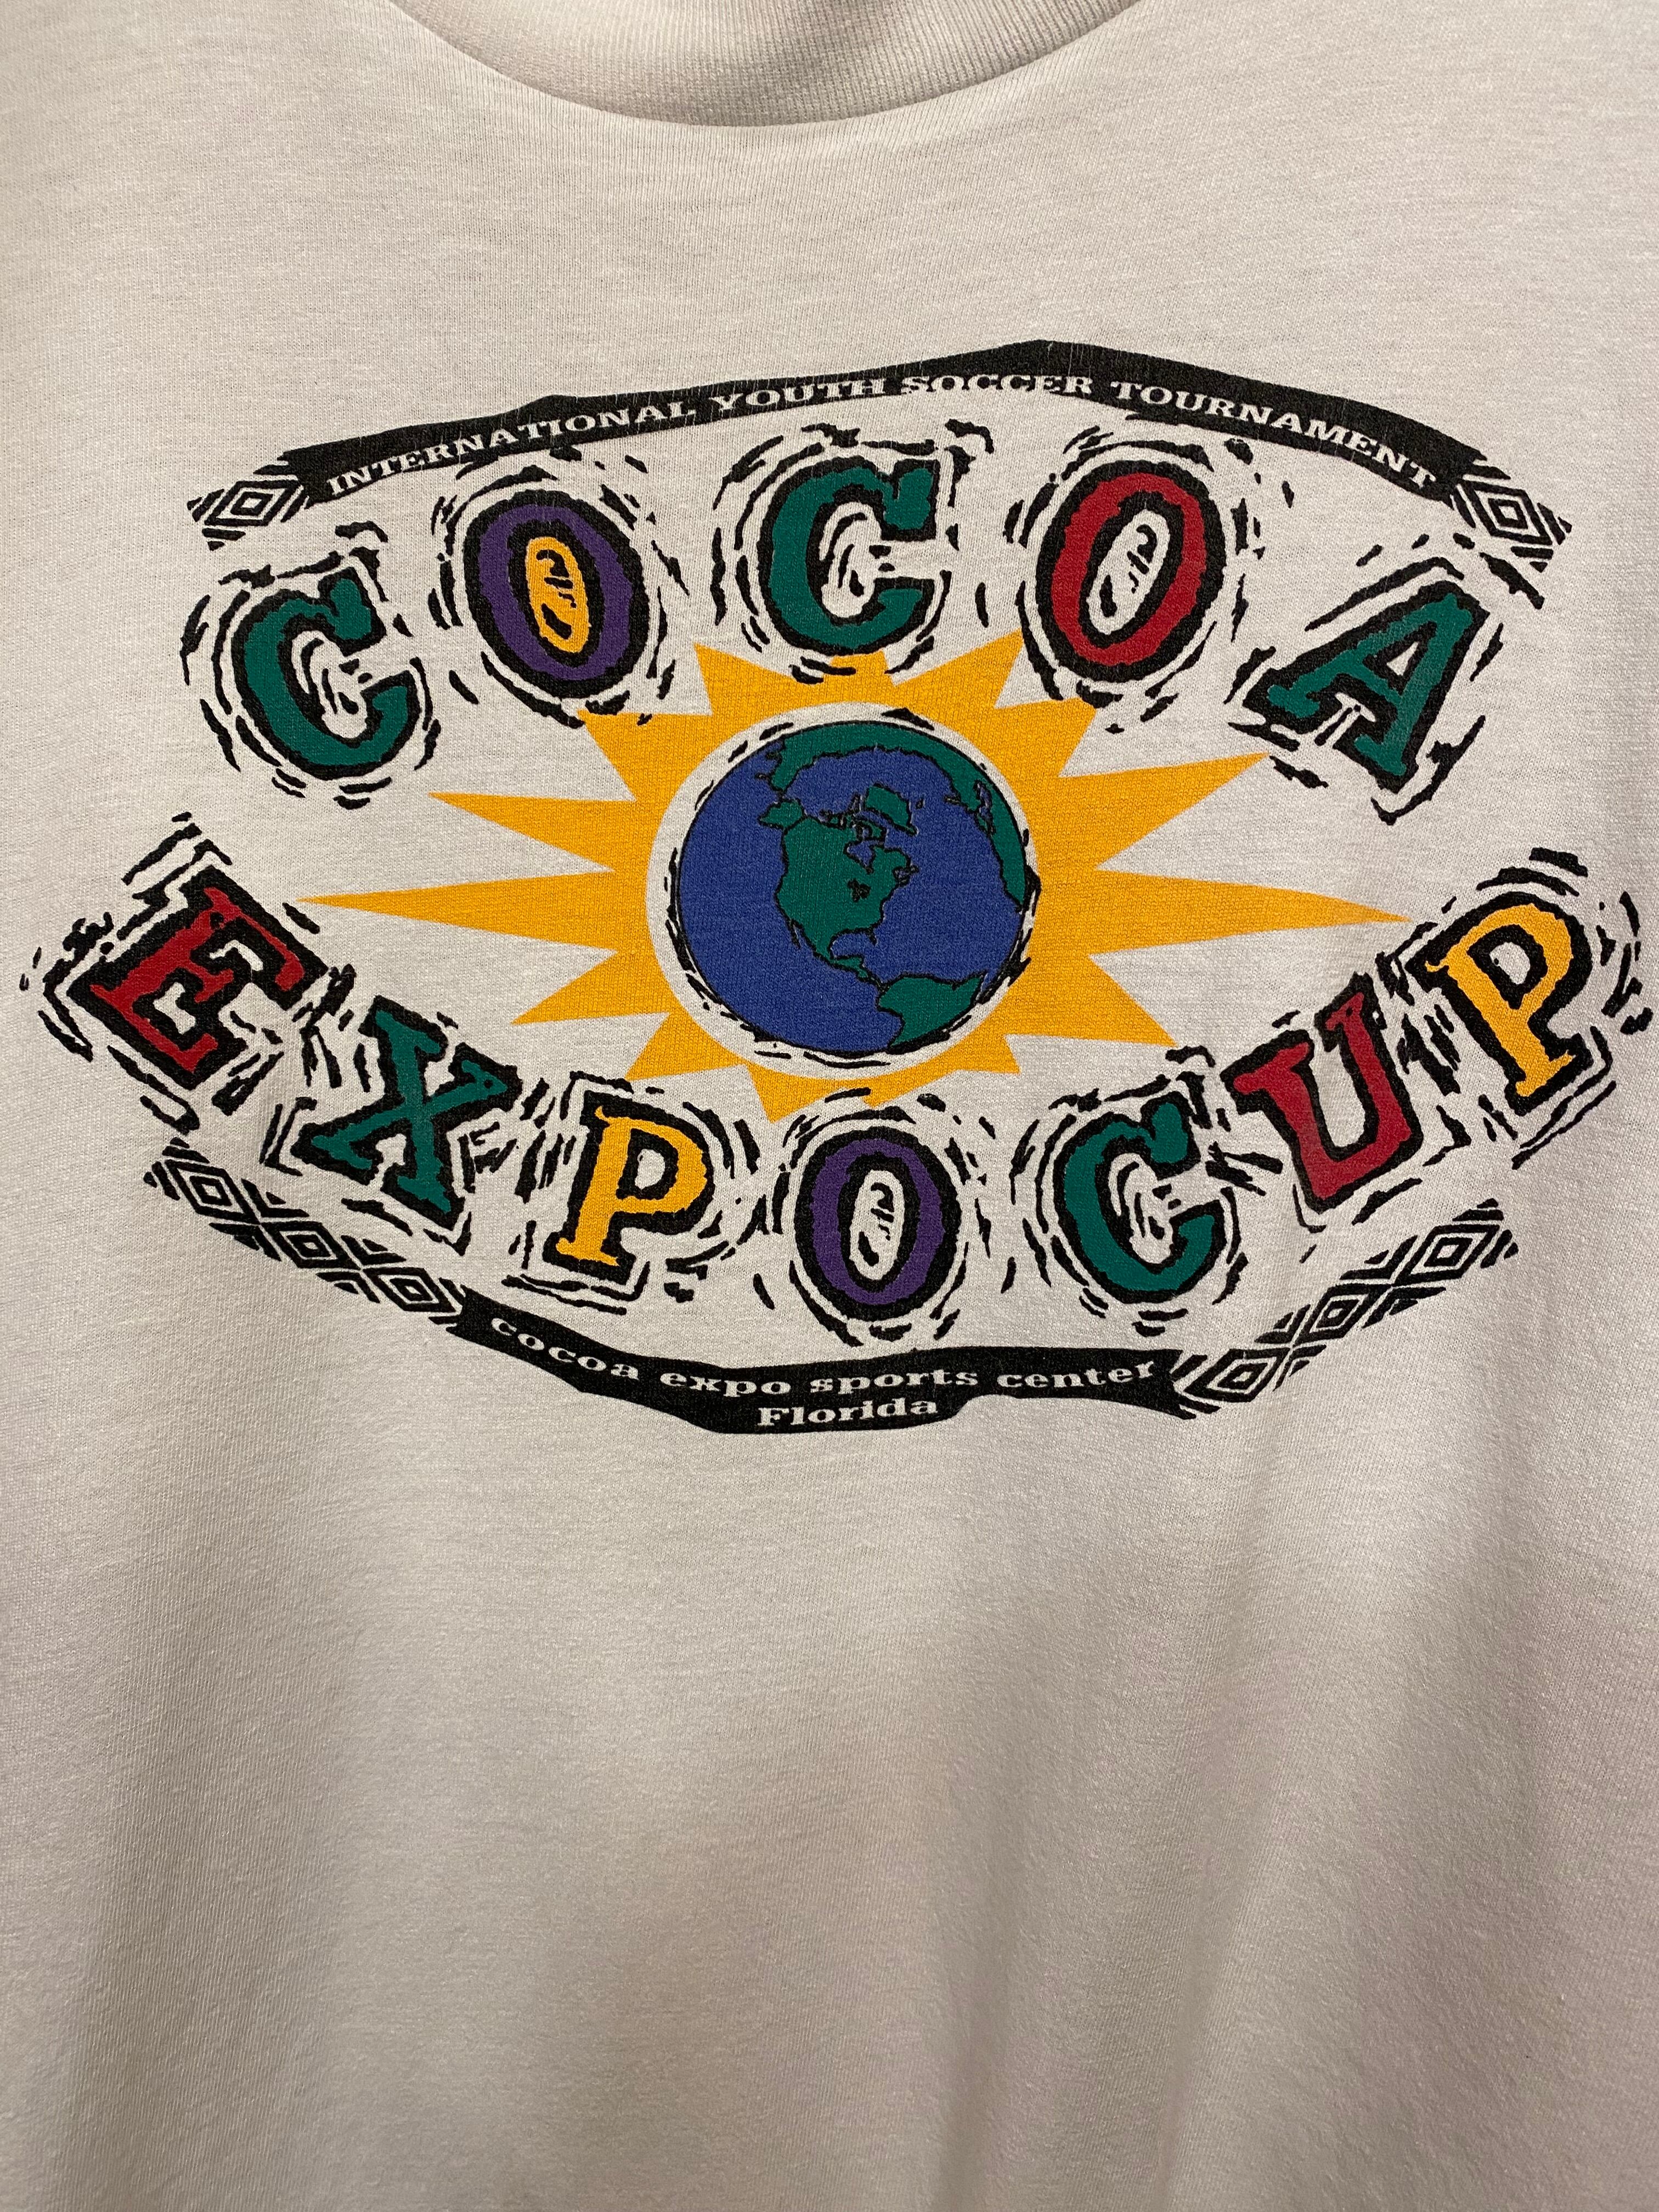 INTERNATIONAL YOUTH SOCCER TOURNAMENT
COCOA
EXPO CUP
cocoa expo sports center
Florida